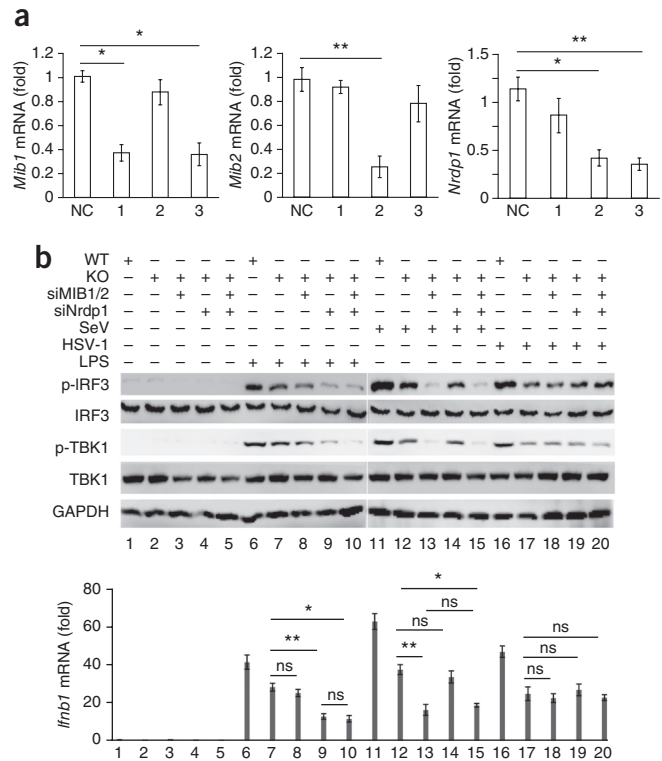 a
* * ** ** *
Mib1 mRNA (fold) 1.2 1 0.8 0.6 0.4 0.2 0
NC 1 2 3
Mib2 mRNA (fold) 1.2 1 0.8 0.6 0.4 0.2 0
NC 1 2 3
Nrdp1 mRNA (fold) 1.5 1 0.5 0
NC 1 2 3
b
WT + − − − − + − − − − + − − − − + − − − −
KO − + + + + − + + + + − + + + + − + + + +
siMIB1/2 − − + − + − − + − + − − + − + − − + − +
siNrdp1 − − − + + − − − + + − − − + + − − − + +
SeV − − − − − − − − − − + + + + + − − − − −
HSV-1 − − − − − − − − − − − − − − − + + + + +
LPS − − − − − + + + + + − − − − − − − − − −
p-IRF3
IRF3
p-TBK1
TBK1
GAPDH
1 2 3 4 5 6 7 8 9 10 11 12 13 14 15 16 17 18 19 20
Ifnb1 mRNA (fold)
80
60
40
20
0
* ** ns ns
* ns ns **
ns ns ns
1 2 3 4 5 6 7 8 9 10 11 12 13 14 15 16 17 18 19 20